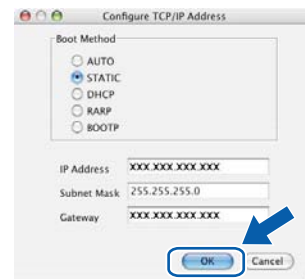 Configure TCP/IP Address
Boot Method
AUTO
STATIC
DHCP
RARP
BOOTP
IP Address XXX.XXX.XXX.XXX
Subnet Mask 255.255.255.0
Gateway XXX.XXX.XXX.XXX
OK Cancel